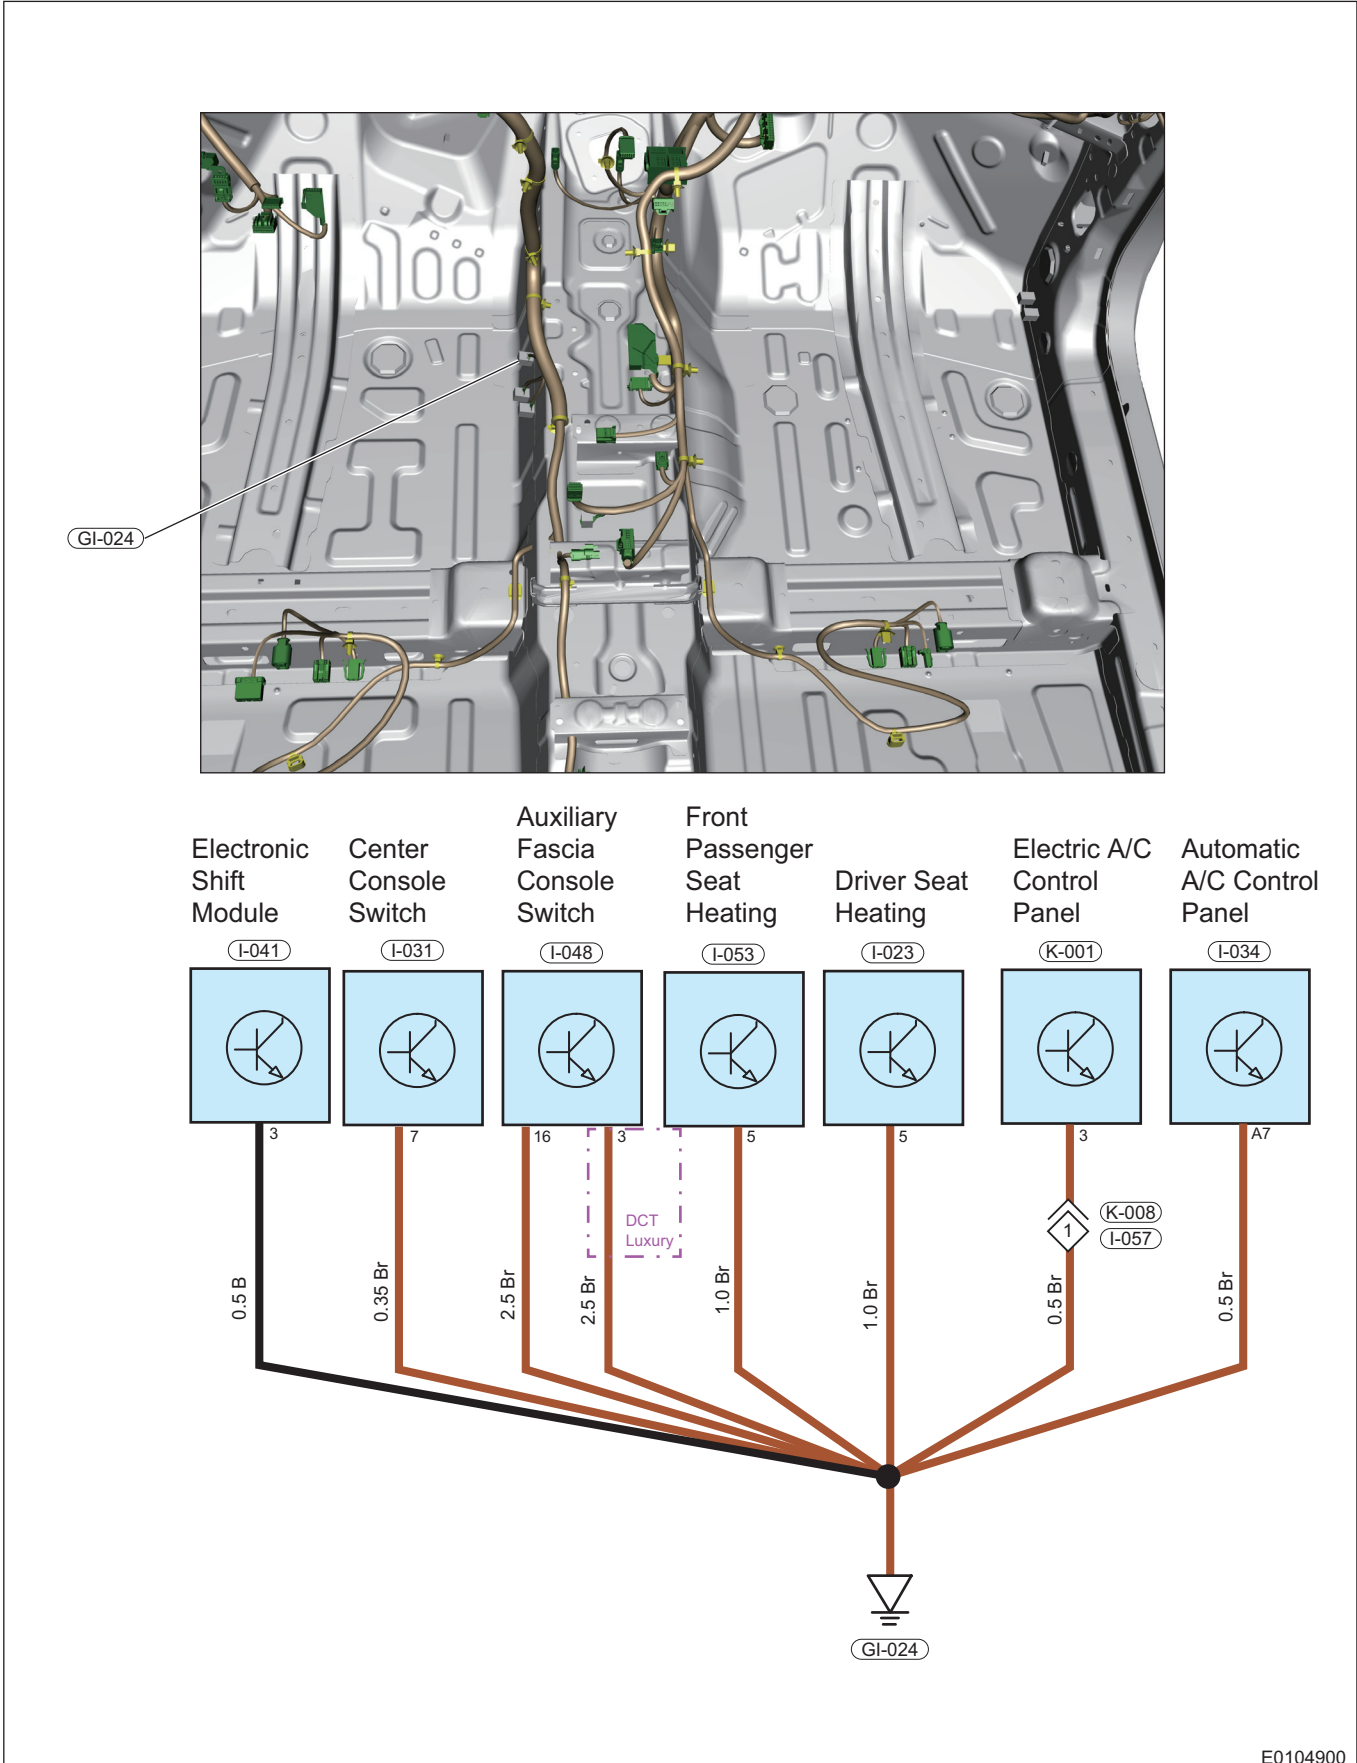 GI-024
Electronic
Shift
Module
Center
Console
Switch
Auxiliary
Fascia
Console
Switch
Front
Passenger
Seat
Heating
Driver Seat
Heating
Electric A/C
Control
Panel
Automatic
A/C Control
Panel
I-041
I-031
I-048
I-053
I-023
K-001
I-034
3
7
16
3
5
5
3
A7
DCT
Luxury
K-008
1
I-057
0.5 B
0.35 Br
2.5 Br
2.5 Br
1.0 Br
1.0 Br
0.5 Br
0.5 Br
GI-024
E0104900